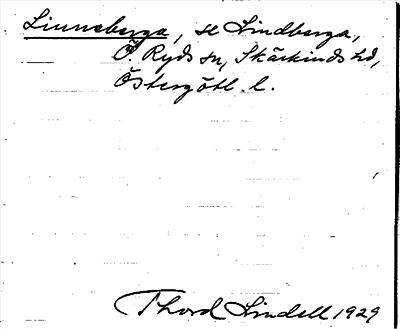 Linneberga, se Lindberga,
Ö. Ryds sn, Skärkinds hd,
Östergötl. l.
Thord Lindell 1929